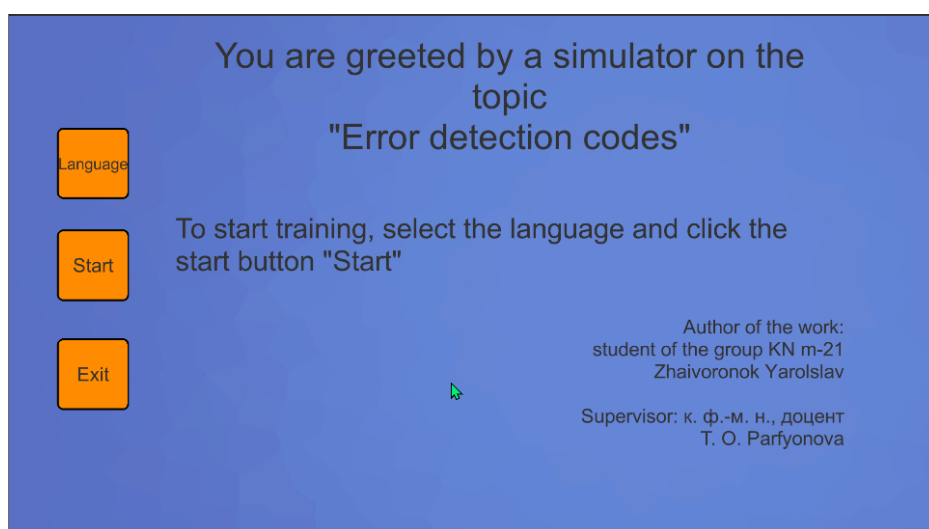 You are greeted by a simulator on the
topic
"Error detection codes"
Language
To start training, select the language and click the
start button "Start"
Start
Exit
Author of the work:
student of the group KN m-21
Zhaivoronok Yarolslav
Supervisor: к. ф.-м. н., доцент
T. O. Parfyonova